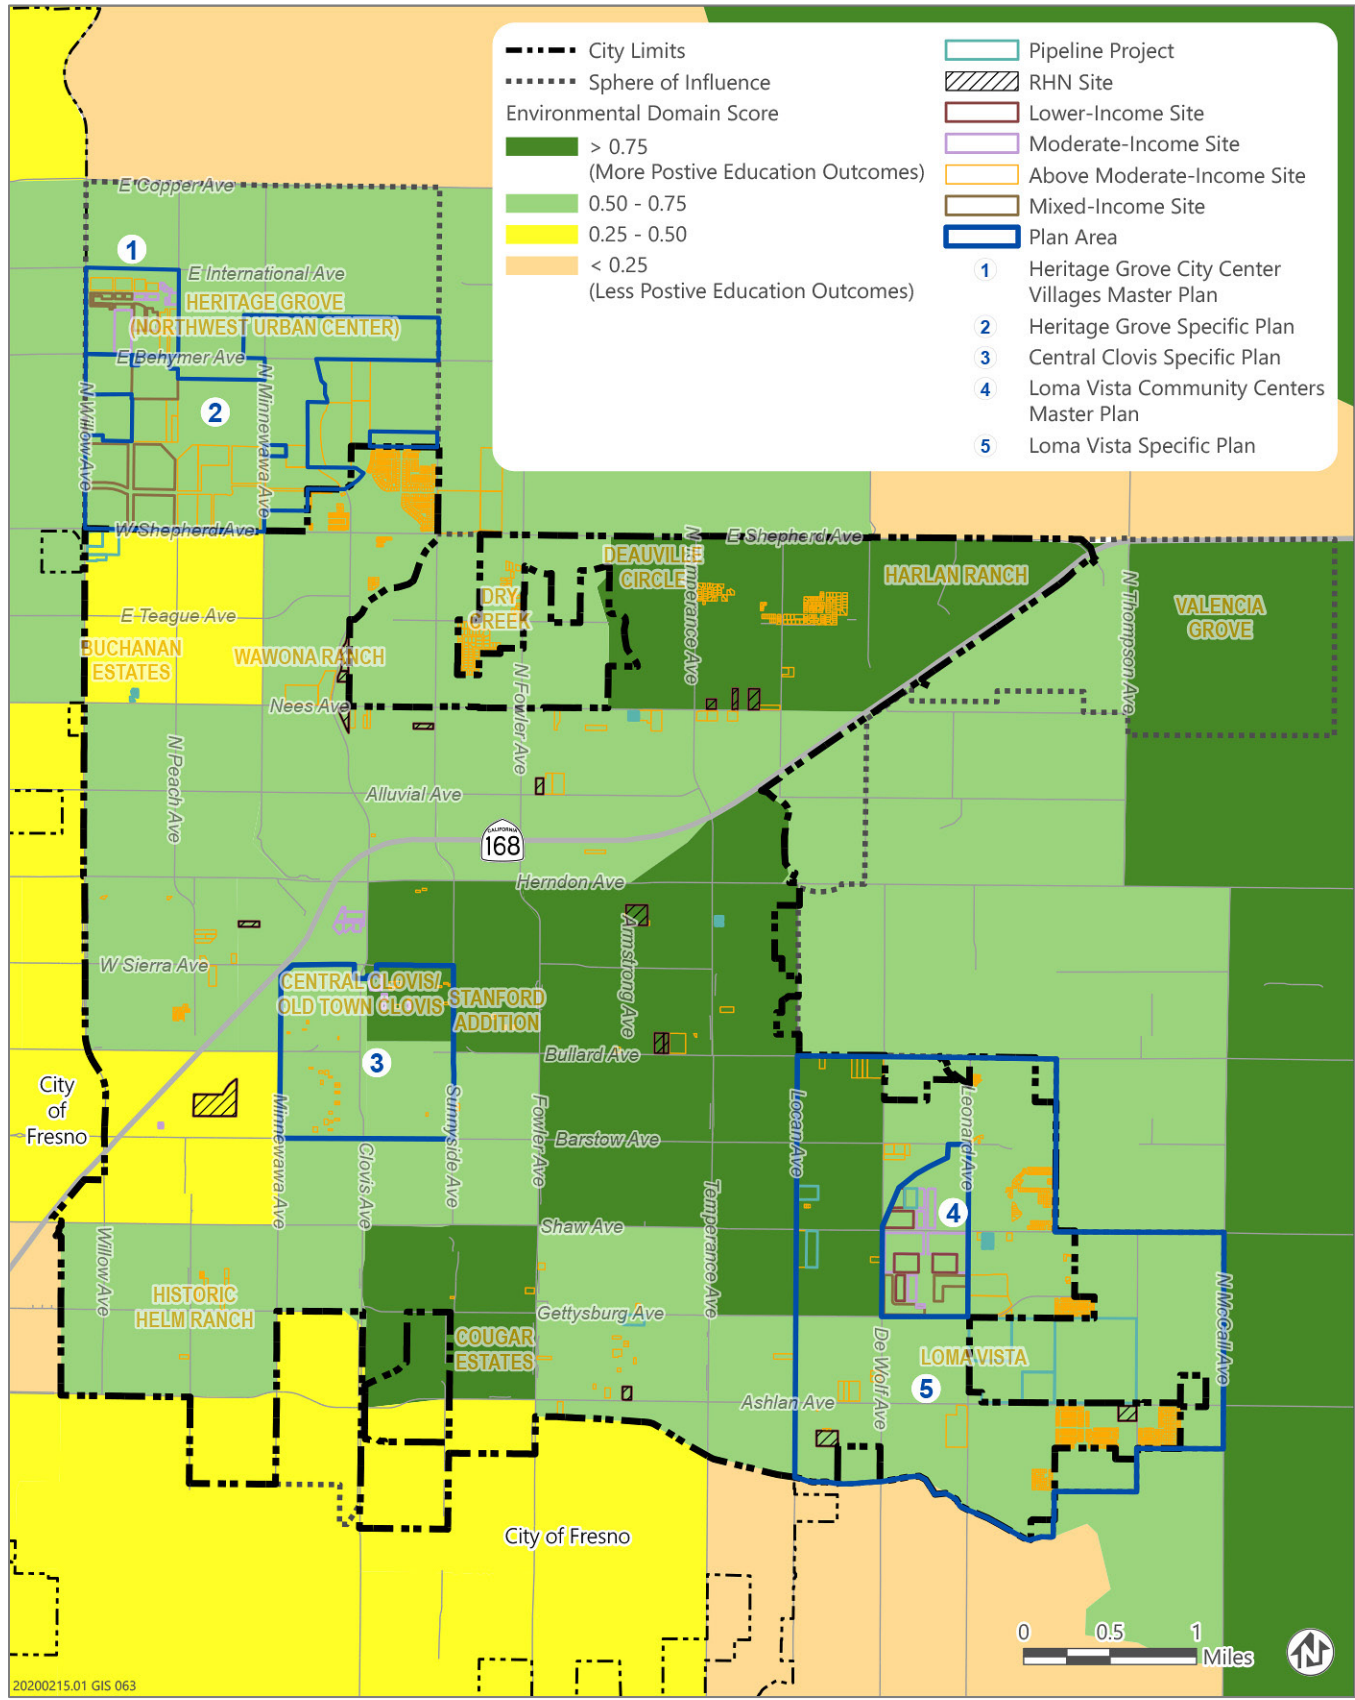 City Limits
Sphere of Influence
Environmental Domain Score
> 0.75
(More Postive Education Outcomes)
0.50 - 0.75
0.25 - 0.50
< 0.25
(Less Postive Education Outcomes)
Pipeline Project
RHN Site
Lower-Income Site
Moderate-Income Site
Above Moderate-Income Site
Mixed-Income Site
Plan Area
1 Heritage Grove City Center
Villages Master Plan
2 Heritage Grove Specific Plan
3 Central Clovis Specific Plan
4 Loma Vista Community Centers
Master Plan
5 Loma Vista Specific Plan
E Copper Ave
1
E International Ave
HERITAGE GROVE
(NORTHWEST URBAN CENTER)
E Behymer Ave
N Willow Ave
N Minnewawa Ave
2
W Shepherd Ave
E Shepherd Ave
DEAUVILLE
CIRCLE
N Temperance Ave
HARLAN RANCH
N Thompson Ave
VALENCIA
GROVE
DRY
CREEK
E Teague Ave
BUCHANAN
ESTATES
WAWONA RANCH
N Fowler Ave
Nees Ave
N Peach Ave
Alluvial Ave
CALIFORNIA
168
Herndon Ave
Armstrong Ave
W Sierra Ave
CENTRAL CLOVIS/
OLD TOWN CLOVIS
STANFORD
ADDITION
3
Bullard Ave
City
of
Fresno
Minnewawa Ave
Clovis Ave
Sunnyside Ave
Fowler Ave
Barstow Ave
Locan Ave
Leonard Ave
Temperance Ave
4
Shaw Ave
Willow Ave
HISTORIC
HELM RANCH
Gettysburg Ave
COUGAR
ESTATES
De Wolf Ave
LOMA VISTA
N McCall Ave
5
Ashlan Ave
City of Fresno
0 0.5 1
Miles
N
20200215.01 GIS 063